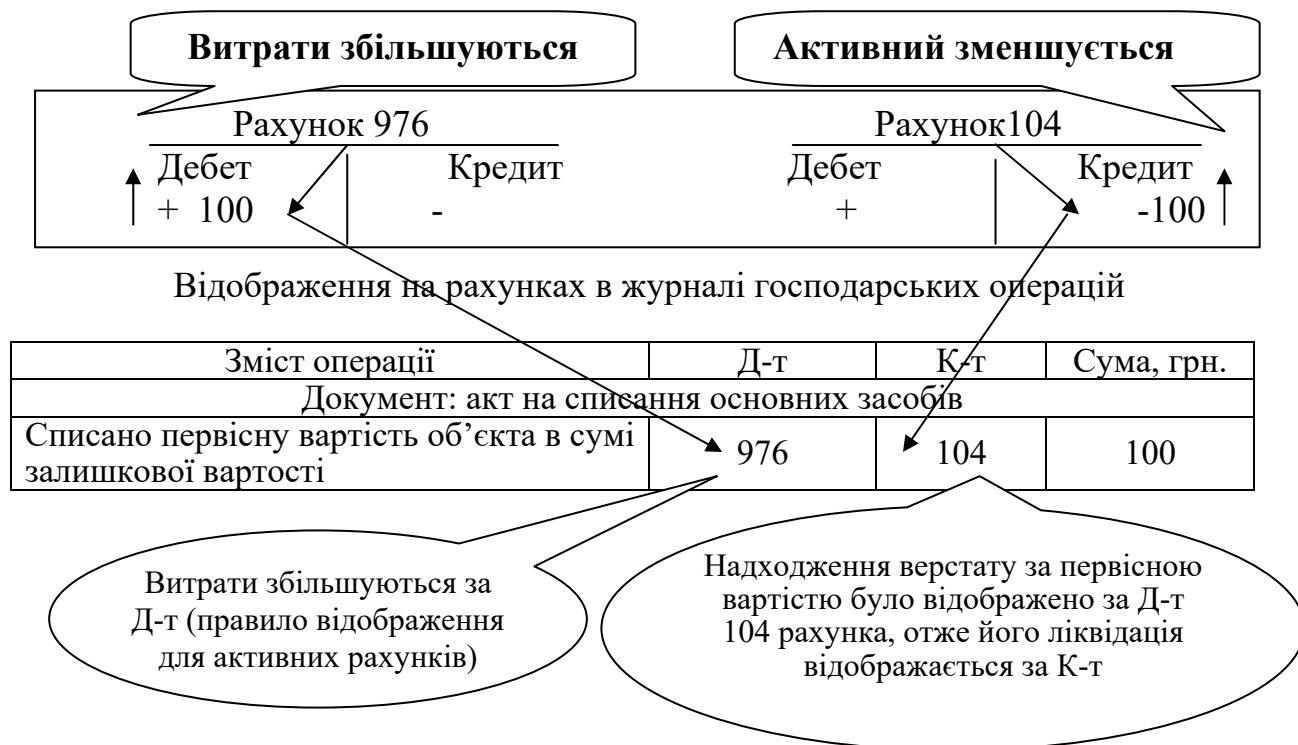 Витрати збільшуються
Активний зменшується
Рахунок 976
Рахунок104
Дебет Кредит
Дебет Кредит
+ 100 -
+ -100
Відображення на рахунках в журналі господарських операцій
Зміст операції Д-т К-т Сума, грн.
Документ: акт на списання основних засобів
Списано первісну вартість об’єкта в сумі
залишкової вартості 976 104 100
Витрати збільшуються за
Д-т (правило відображення
для активних рахунків)
Надходження верстату за первісною
вартістю було відображено за Д-т
104 рахунка, отже його ліквідація
відображається за К-т